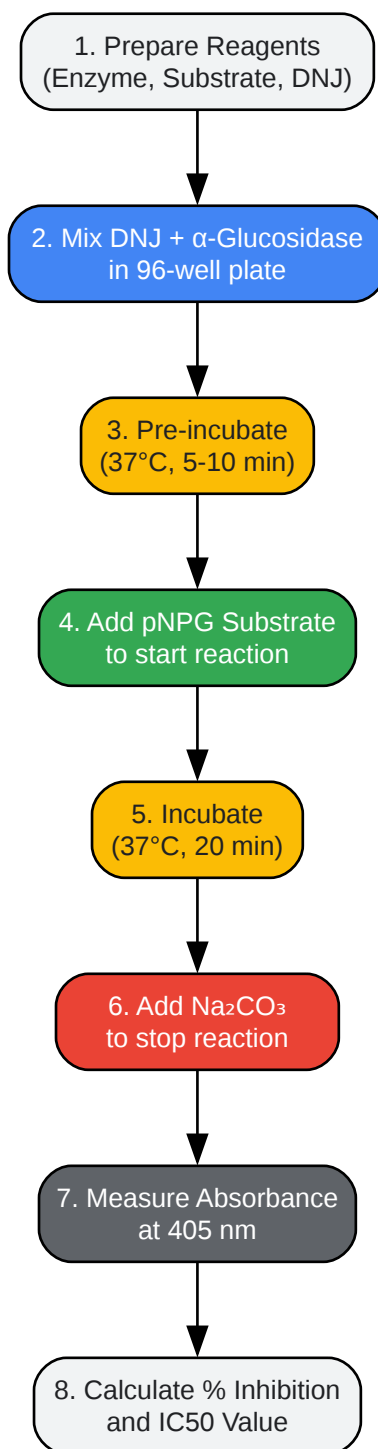 1. Prepare Reagents
(Enzyme, Substrate, DNJ)
2. Mix DNJ + α-Glucosidase
in 96-well plate
3. Pre-incubate
(37°C, 5-10 min)
4. Add pNPG Substrate
to start reaction
5. Incubate
(37°C, 20 min)
6. Add Na₂CO₃
to stop reaction
7. Measure Absorbance
at 405 nm
8. Calculate % Inhibition
and IC50 Value